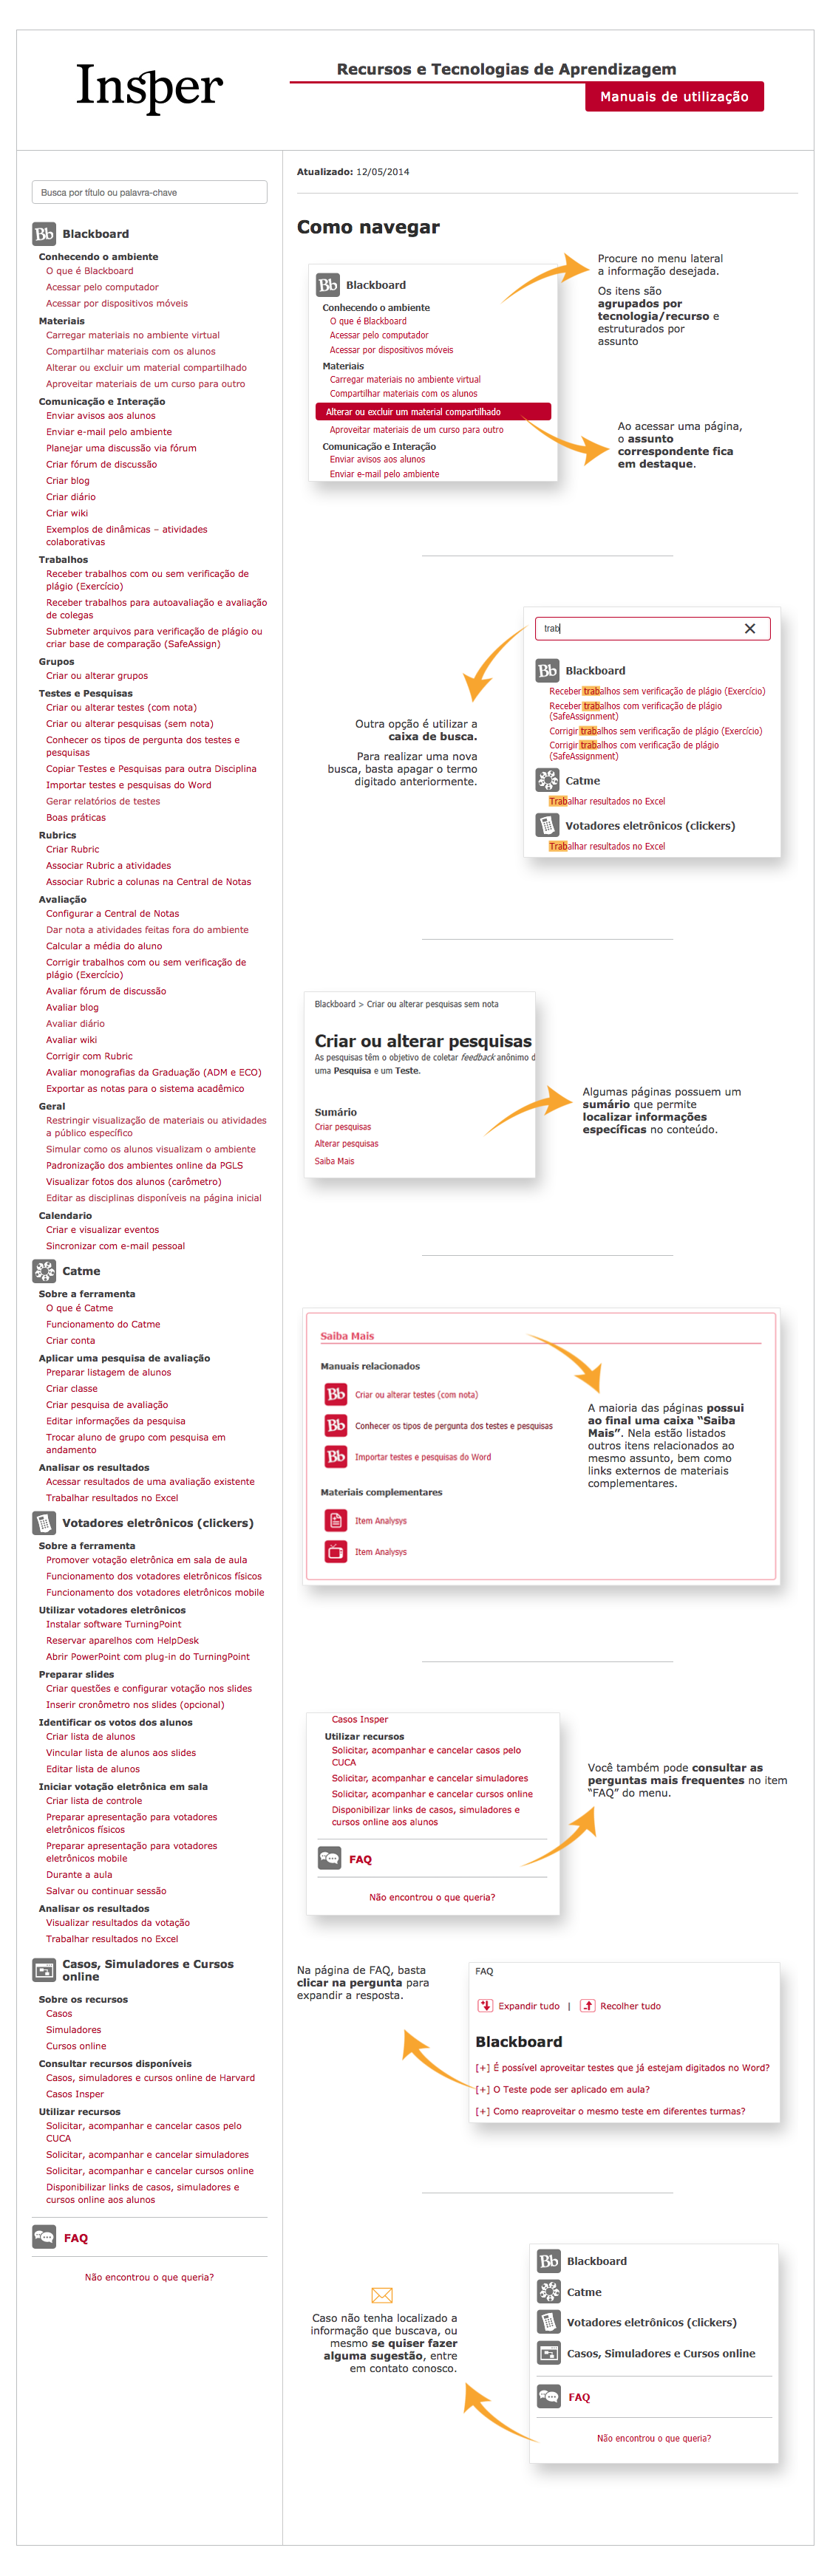 Insper
Recursos e Tecnologias de Aprendizagem
Manuais de utilização
Busca por título ou palavra-chave
Blackboard
Conhecendo o ambiente
O que é Blackboard
Acessar pelo computador
Acessar por dispositivos móveis
Materiais
Carregar materiais no ambiente virtual
Compartilhar materiais com os alunos
Alterar ou excluir um material compartilhado
Aproveitar materiais de um curso para outro
Comunicação e Interação
Enviar avisos aos alunos
Enviar e-mail pelo ambiente
Planejar uma discussão via fórum
Criar fórum de discussão
Criar blog
Criar diário
Criar wiki
Exemplos de dinâmicas – atividades
colaborativas
Trabalhos
Receber trabalhos com ou sem verificação de
plágio (Exercício)
Receber trabalhos para autoavaliação e avaliação
de colegas
Submeter arquivos para verificação de plágio ou
criar base de comparação (SafeAssign)
Grupos
Criar ou alterar grupos
Testes e Pesquisas
Criar ou alterar testes (com nota)
Criar ou alterar pesquisas (sem nota)
Conhecer os tipos de pergunta dos testes e
pesquisas
Copiar Testes e Pesquisas para outra Disciplina
Importar testes e pesquisas do Word
Gerar relatórios de testes
Boas práticas
Rubrics
Criar Rubric
Associar Rubric a atividades
Associar Rubric a colunas na Central de Notas
Avaliação
Configurar a Central de Notas
Dar nota a atividades feitas fora do ambiente
Calcular a média do aluno
Corrigir trabalhos com ou sem verificação de
plágio (Exercício)
Avaliar fórum de discussão
Avaliar blog
Avaliar diário
Avaliar wiki
Corrigir com Rubric
Avaliar monografias da Graduação (ADM e ECO)
Exportar as notas para o sistema acadêmico
Geral
Restringir visualização de materiais ou atividades
a público específico
Simular como os alunos visualizam o ambiente
Padronização dos ambientes online da PGLS
Visualizar fotos dos alunos (carômetro)
Editar as disciplinas disponíveis na página inicial
Calendario
Criar e visualizar eventos
Sincronizar com e-mail pessoal
Catme
Sobre a ferramenta
O que é Catme
Funcionamento do Catme
Criar conta
Aplicar uma pesquisa de avaliação
Preparar listagem de alunos
Criar classe
Criar pesquisa de avaliação
Editar informações da pesquisa
Trocar aluno de grupo com pesquisa em
andamento
Analisar os resultados
Acessar resultados de uma avaliação existente
Trabalhar resultados no Excel
Votadores eletrônicos (clickers)
Sobre a ferramenta
Promover votação eletrônica em sala de aula
Funcionamento dos votadores eletrônicos físicos
Funcionamento dos votadores eletrônicos mobile
Utilizar votadores eletrônicos
Instalar software TurningPoint
Reservar aparelhos com HelpDesk
Abrir PowerPoint com plug-in do TurningPoint
Preparar slides
Criar questões e configurar votação nos slides
Inserir cronômetro nos slides (opcional)
Identificar os votos dos alunos
Criar lista de alunos
Vincular lista de alunos aos slides
Editar lista de alunos
Iniciar votação eletrônica em sala
Criar lista de controle
Preparar apresentação para votadores
eletrônicos físicos
Preparar apresentação para votadores
eletrônicos mobile
Durante a aula
Salvar ou continuar sessão
Analisar os resultados
Visualizar resultados da votação
Trabalhar resultados no Excel
Casos, Simuladores e Cursos
online
Sobre os recursos
Casos
Simuladores
Cursos online
Consultar recursos disponíveis
Casos, simuladores e cursos online de Harvard
Casos Insper
Utilizar recursos
Solicitar, acompanhar e cancelar casos pelo
CUCA
Solicitar, acompanhar e cancelar simuladores
Solicitar, acompanhar e cancelar cursos online
Disponibilizar links de casos, simuladores e
cursos online aos alunos
FAQ
Não encontrou o que queria?
Atualizado: 12/05/2014
Como navegar
Blackboard
Conhecendo o ambiente
O que é Blackboard
Acessar pelo computador
Acessar por dispositivos móveis
Materiais
Carregar materiais no ambiente virtual
Compartilhar materiais com os alunos
Alterar ou excluir um material compartilhado
Aproveitar materiais de um curso para outro
Comunicação e Interação
Enviar avisos aos alunos
Enviar e-mail pelo ambiente
Procure no menu lateral
a informação desejada.
Os itens são
agrupados por
tecnologia/recurso e
estruturados por
assunto
Ao acessar uma página,
o assunto
correspondente fica
em destaque.
Outra opção é utilizar a
caixa de busca.
Para realizar uma nova
busca, basta apagar o termo
digitado anteriormente.
trab
Blackboard
Receber trabalhos sem verificação de plágio (Exercício)
Receber trabalhos com verificação de plágio
(SafeAssignment)
Corrigir trabalhos sem verificação de plágio (Exercício)
Corrigir trabalhos com verificação de plágio
(SafeAssignment)
Catme
Trabalhar resultados no Excel
Votadores eletrônicos (clickers)
Trabalhar resultados no Excel
Blackboard > Criar ou alterar pesquisas sem nota
Criar ou alterar pesquisas
As pesquisas têm o objetivo de coletar feedback anônimo d
uma Pesquisa e um Teste.
Sumário
Criar pesquisas
Alterar pesquisas
Saiba Mais
Algumas páginas possuem um
sumário que permite
localizar informações
específicas no conteúdo.
Saiba Mais
Manuais relacionados
Criar ou alterar testes (com nota)
Conhecer os tipos de pergunta dos testes e pesquisas
Importar testes e pesquisas do Word
Materiais complementares
Item Analysys
Item Analysys
A maioria das páginas possui
ao final uma caixa “Saiba
Mais”. Nela estão listados
outros itens relacionados ao
mesmo assunto, bem como
links externos de materiais
complementares.
Casos Insper
Utilizar recursos
Solicitar, acompanhar e cancelar casos pelo
CUCA
Solicitar, acompanhar e cancelar simuladores
Solicitar, acompanhar e cancelar cursos online
Disponibilizar links de casos, simuladores e
cursos online aos alunos
FAQ
Não encontrou o que queria?
Você também pode consultar as
perguntas mais frequentes no item
“FAQ” do menu.
Na página de FAQ, basta
clicar na pergunta para
expandir a resposta.
FAQ
Expandir tudo | Recolher tudo
Blackboard
[+] É possível aproveitar testes que já estejam digitados no Word?
[+] O Teste pode ser aplicado em aula?
[+] Como reaproveitar o mesmo teste em diferentes turmas?
Caso não tenha localizado a
informação que buscava, ou
mesmo se quiser fazer
alguma sugestão, entre
em contato conosco.
Blackboard
Catme
Votadores eletrônicos (clickers)
Casos, Simuladores e Cursos online
FAQ
Não encontrou o que queria?